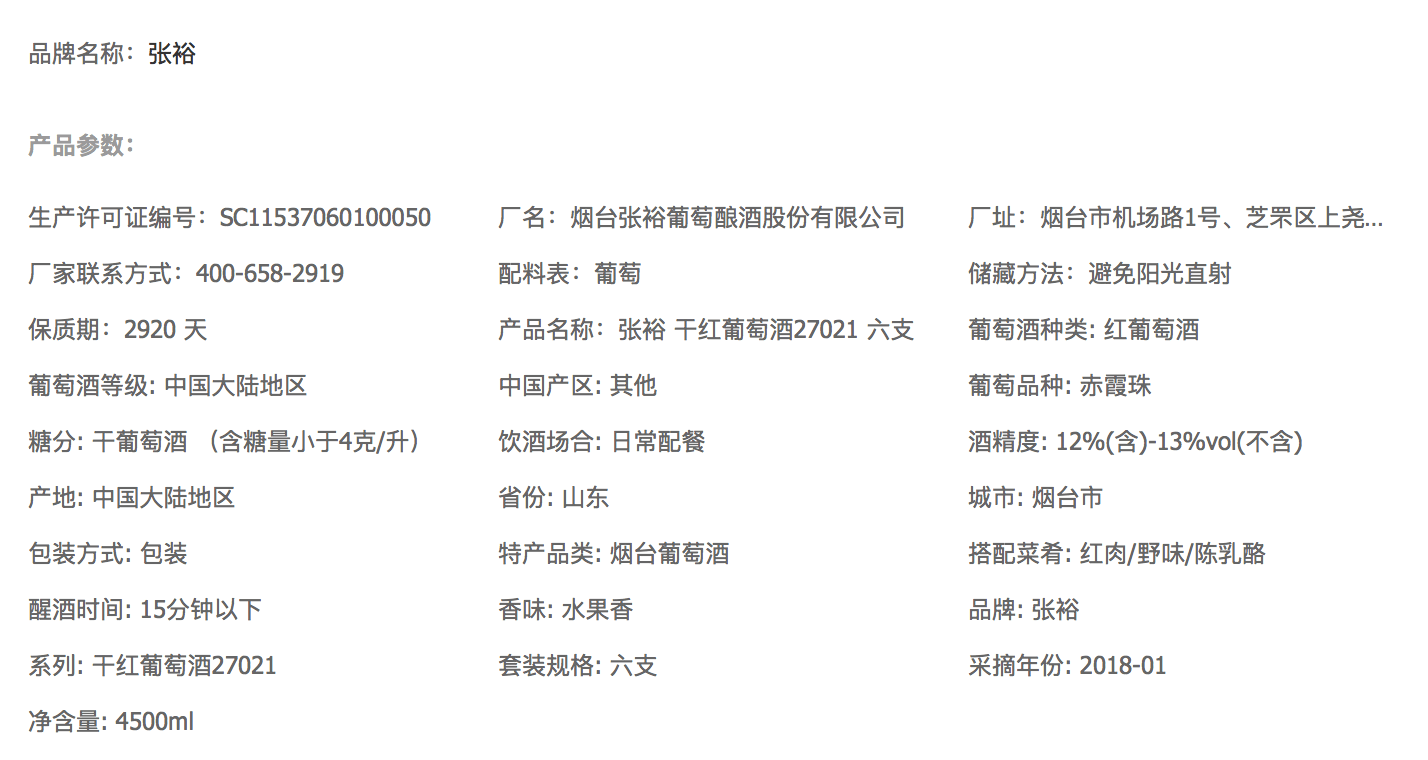 品牌名称：张裕
产品参数：
生产许可证编号：SC11537060100050 厂名：烟台张裕葡萄酿酒股份有限公司 厂址：烟台市机场路1号、芝罘区上尧...
厂家联系方式：400-658-2919 配料表：葡萄 储藏方法：避免阳光直射
保质期：2920 天 产品名称：张裕 干红葡萄酒27021 六支 葡萄酒种类: 红葡萄酒
葡萄酒等级: 中国大陆地区 中国产区: 其他 葡萄品种: 赤霞珠
糖分: 干葡萄酒 （含糖量小于4克/升） 饮酒场合: 日常配餐 酒精度: 12%(含)-13%vol(不含)
产地: 中国大陆地区 省份: 山东 城市: 烟台市
包装方式: 包装 特产品类: 烟台葡萄酒 搭配菜肴: 红肉/野味/陈乳酪
醒酒时间: 15分钟以下 香味: 水果香 品牌: 张裕
系列: 干红葡萄酒27021 套装规格: 六支 采摘年份: 2018-01
净含量: 4500ml